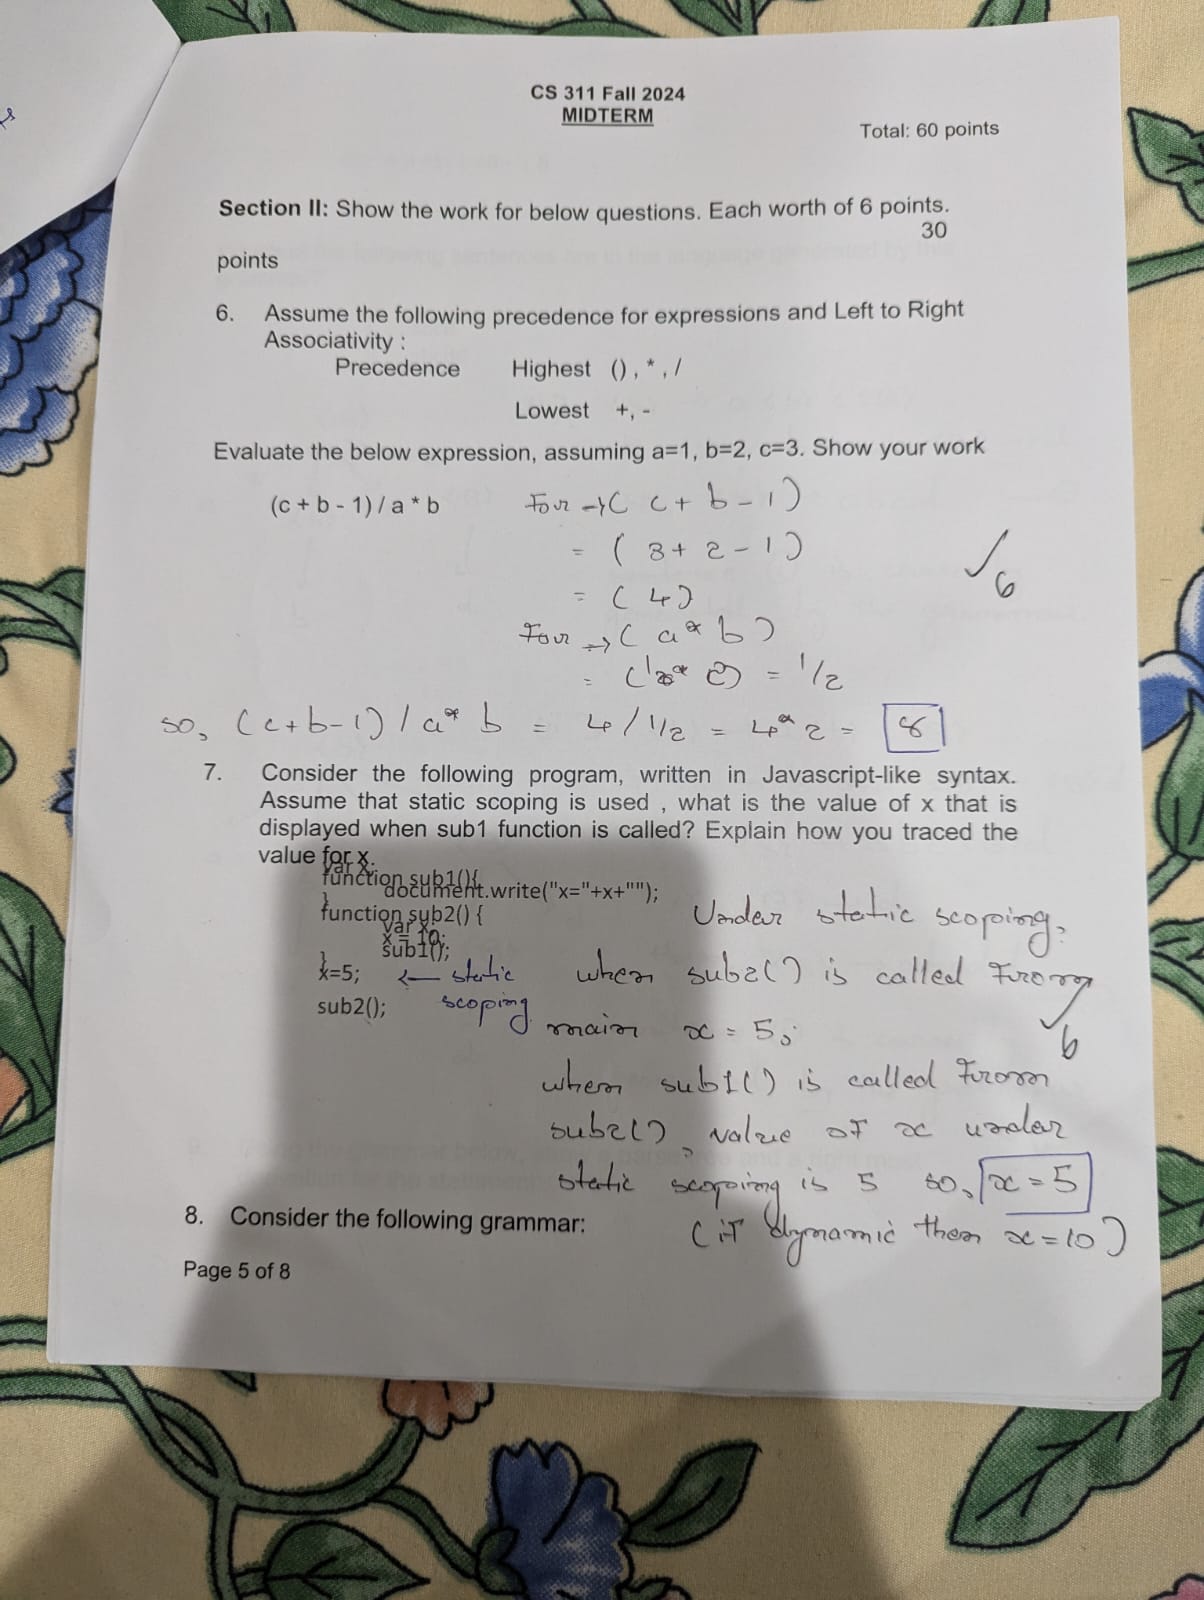 CS 311 Fall 2024
MIDTERM
Total: 60 points
Section II: Show the work for below questions. Each worth of 6 points.
30
points
6. Assume the following precedence for expressions and Left to Right
Associativity :
Precedence Highest () , * , /
Lowest +, -
Evaluate the below expression, assuming a=1, b=2, c=3. Show your work
(c + b - 1) / a * b For → ( c + b - 1 )
= ( 3 + 2 - 1 )
= ( 4 )
6
For → ( a * b )
= ( 1 * 2 ) = 1/2
so, (c+b-1) / a * b = 4 / 1/2 = 4 * 2 = 8
7. Consider the following program, written in Javascript-like syntax.
Assume that static scoping is used , what is the value of x that is
displayed when sub1 function is called? Explain how you traced the
value for x.
var x;
function sub1(){
document.write("x="+x+"");
}
function sub2() {
var x;
x = 10;
sub1();
}
x=5; ← static
scoping
sub2();
Under static scoping,
when sub2() is called From
main x = 5;
6
when sub1() is called From
sub2(), value of x under
static scoping is 5 so, x = 5
(if dynamic then x = 10)
8. Consider the following grammar:
Page 5 of 8